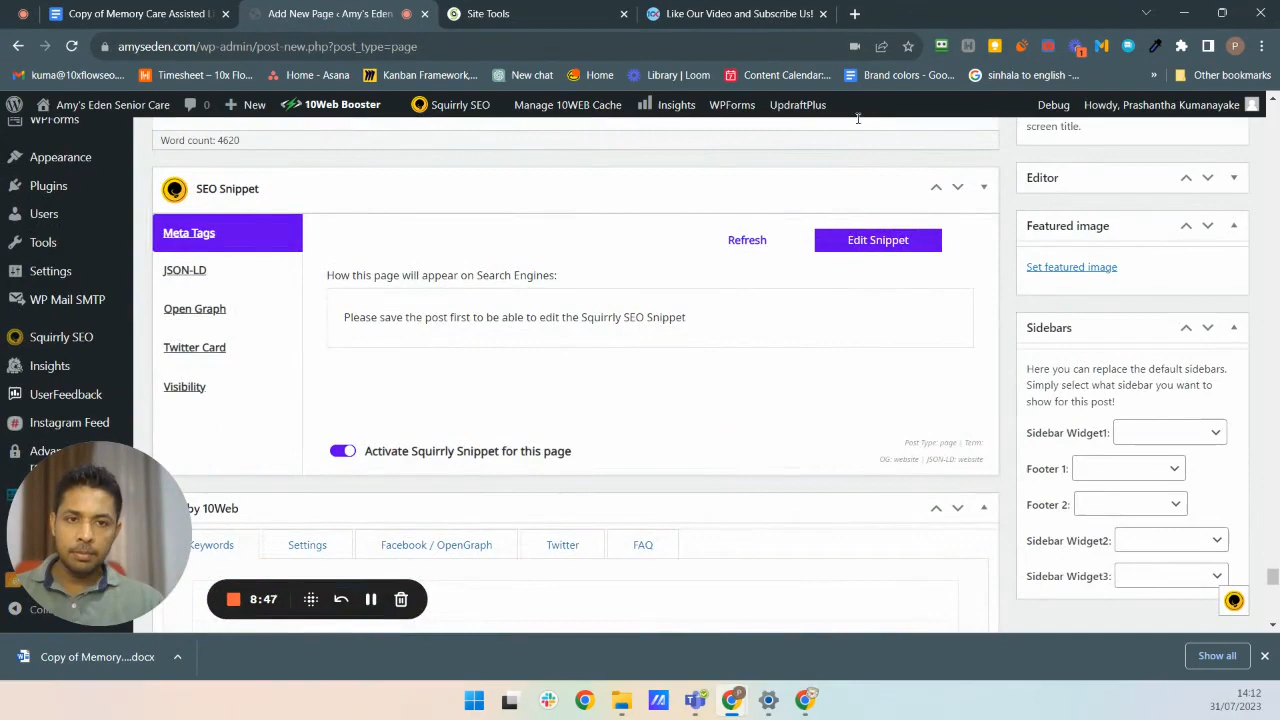 Copy of Memory Care Assisted Li
Add New Page ‹ Amy's Eden
Site Tools
Like Our Video and Subscribe Us!
amyseden.com/wp-admin/post-new.php?post_type=page
kuma@10xflowseo...
Timesheet – 10x Flo...
Home - Asana
Kanban Framework,...
New chat
Home
Library | Loom
Content Calendar:...
Brand colors - Goo...
sinhala to english -...
»
Other bookmarks
Amy's Eden Senior Care
0
New
10Web Booster
Squirrly SEO
Manage 10WEB Cache
Insights
WPForms
UpdraftPlus
Debug
Howdy, Prashantha Kumanayake
WPForms
Appearance
Plugins
Users
Tools
Settings
WP Mail SMTP
Squirrly SEO
Insights
UserFeedback
Instagram Feed
Word count: 4620
SEO Snippet
Meta Tags
JSON-LD
Open Graph
Twitter Card
Visibility
Refresh
Edit Snippet
How this page will appear on Search Engines:
Please save the post first to be able to edit the Squirrly SEO Snippet
Activate Squirrly Snippet for this page
Post Type: page | Term:
OG: website | JSON-LD: website
by 10Web
Keywords
Settings
Facebook / OpenGraph
Twitter
FAQ
8:47
screen title.
Editor
Featured image
Set featured image
Sidebars
Here you can replace the default sidebars.
Simply select what sidebar you want to
show for this post!
Sidebar Widget1:
Footer 1:
Footer 2:
Sidebar Widget2:
Sidebar Widget3:
Copy of Memory....docx
Show all
14:12
31/07/2023